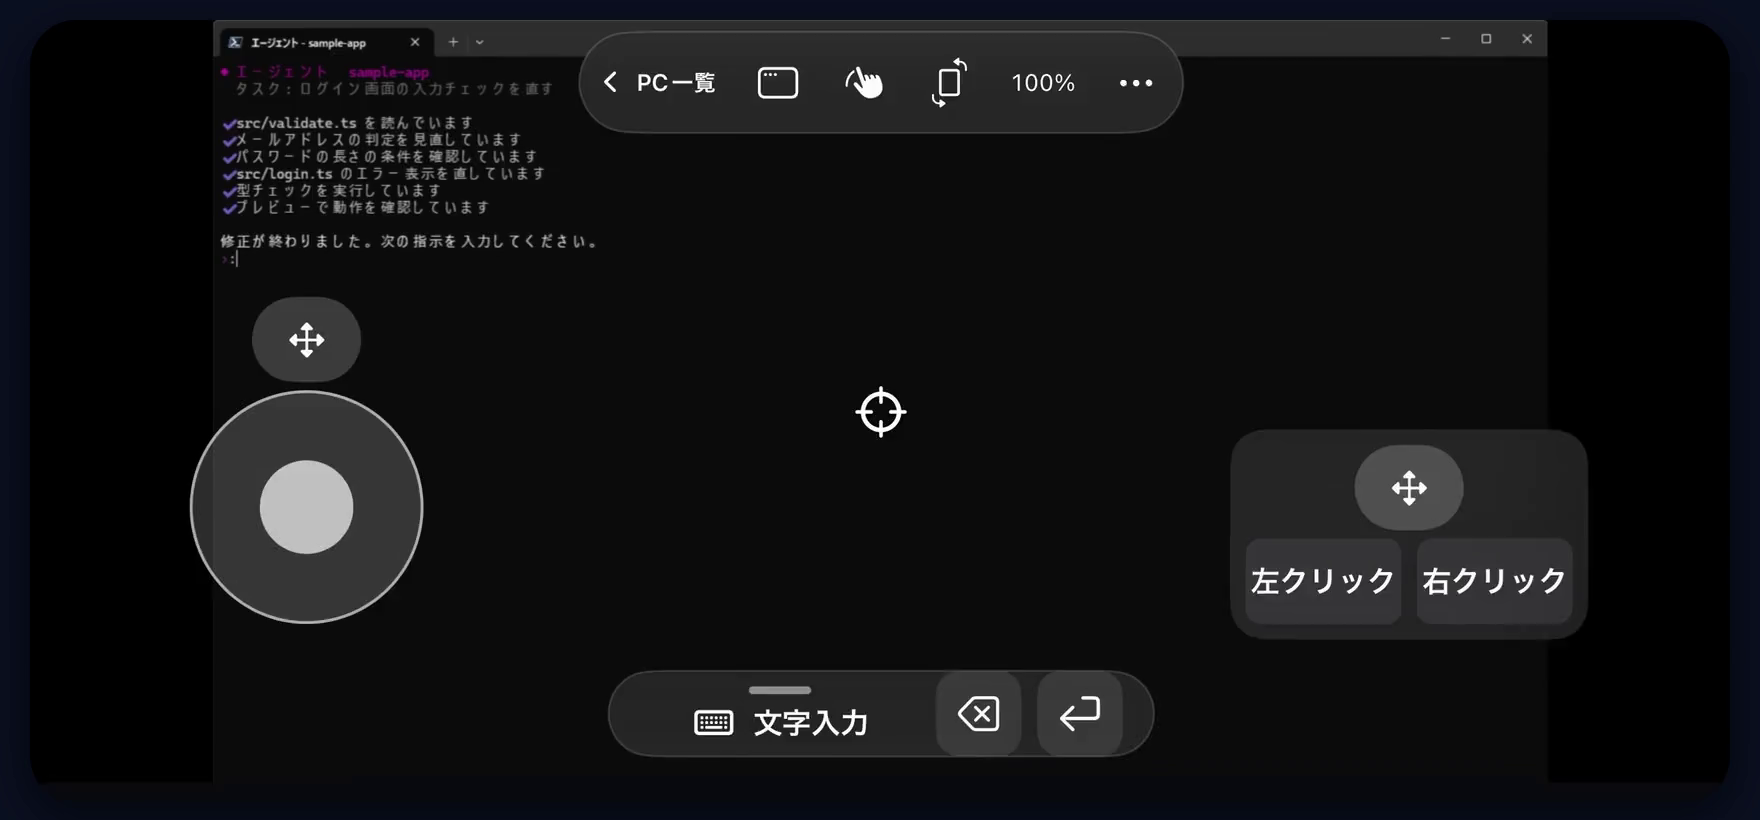 エージェント - sample-app
PC一覧
100%
エージェント sample-app
タスク：ログイン画面の入力チェックを直す
src/validate.ts を読んでいます
メールアドレスの判定を見直しています
パスワードの長さの条件を確認しています
src/login.ts のエラー表示を直しています
型チェックを実行しています
プレビューで動作を確認しています
修正が終わりました。次の指示を入力してください。
左クリック
右クリック
文字入力